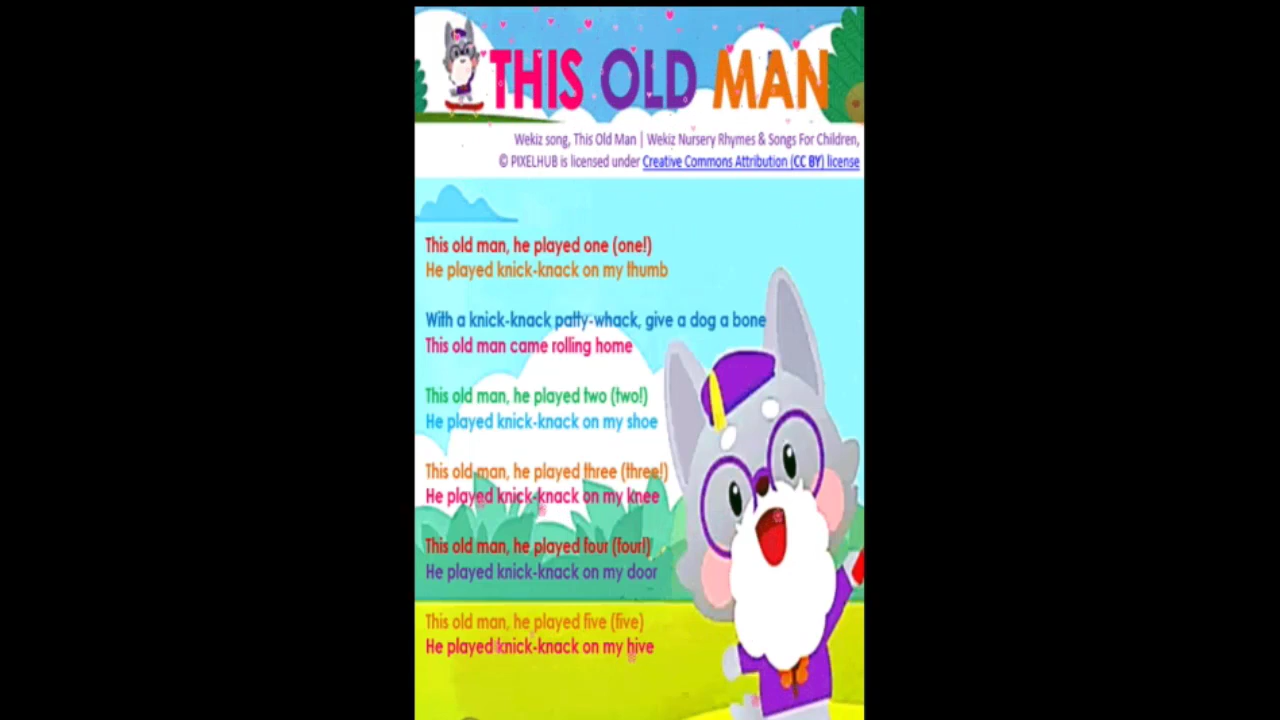 THIS OLD MAN
Wekiz song, This Old Man | Wekiz Nursery Rhymes & Songs For Children,
© PIXELHUB is licensed under Creative Commons Attribution (CC BY) license
This old man, he played one (one!)
He played knick-knack on my thumb
With a knick-knack patty-whack, give a dog a bone
This old man came rolling home
This old man, he played two (two!)
He played knick-knack on my shoe
This old man, he played three (three!)
He played knick-knack on my knee
This old man, he played four (four!)
He played knick-knack on my door
This old man, he played five (five)
He played knick-knack on my hive